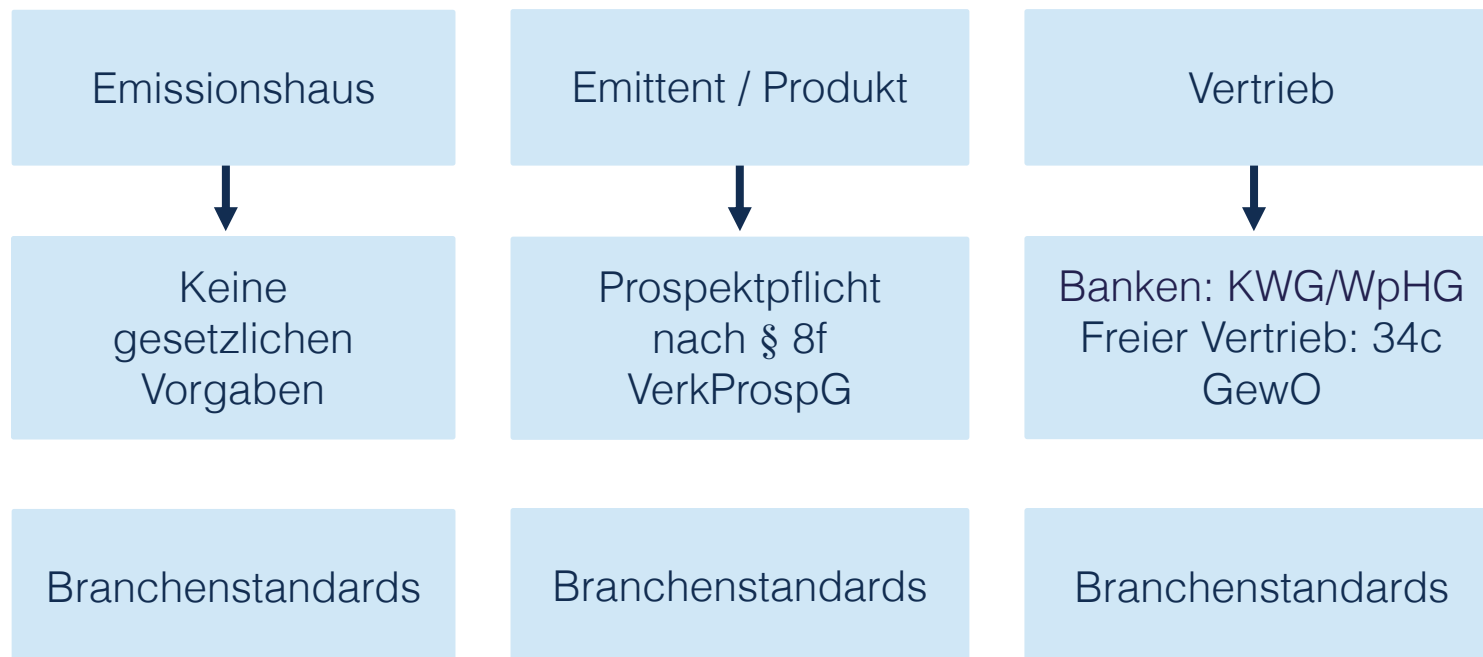 Emissionshaus
Emittent / Produkt
Vertrieb
Keine
gesetzlichen
Vorgaben
Prospektpflicht
nach § 8f
VerkProspG
Banken: KWG/WpHG
Freier Vertrieb: 34c
GewO
Branchenstandards
Branchenstandards
Branchenstandards